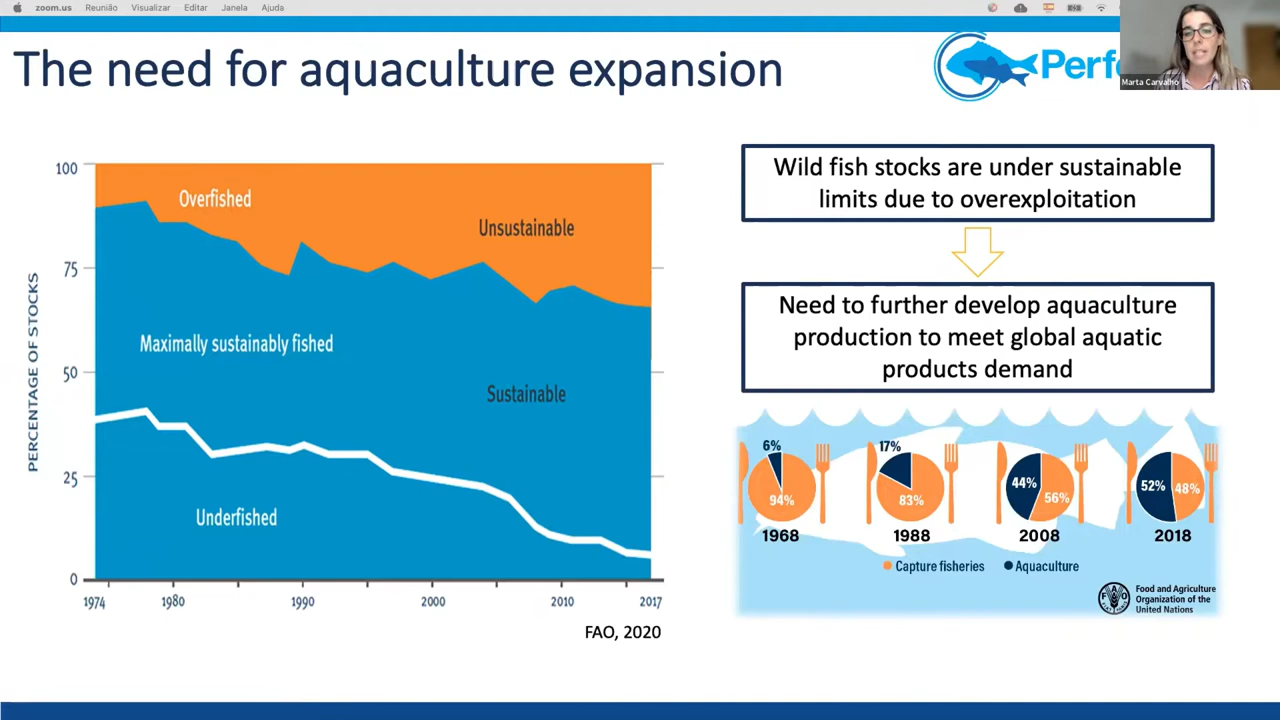 zoom.us Reunião Visualizar Editar Janela Ajuda
The need for aquaculture expansion
Marta Carvalho
100
75
50
25
0
PERCENTAGE OF STOCKS
Overfished
Unsustainable
Maximally sustainably fished
Sustainable
Underfished
1974 1980 1990 2000 2010 2017
FAO, 2020
Wild fish stocks are under sustainable
limits due to overexploitation
Need to further develop aquaculture
production to meet global aquatic
products demand
6% 17%
94% 83% 44% 56% 52% 48%
1968 1988 2008 2018
Capture fisheries Aquaculture
Food and Agriculture
Organization of the
United Nations